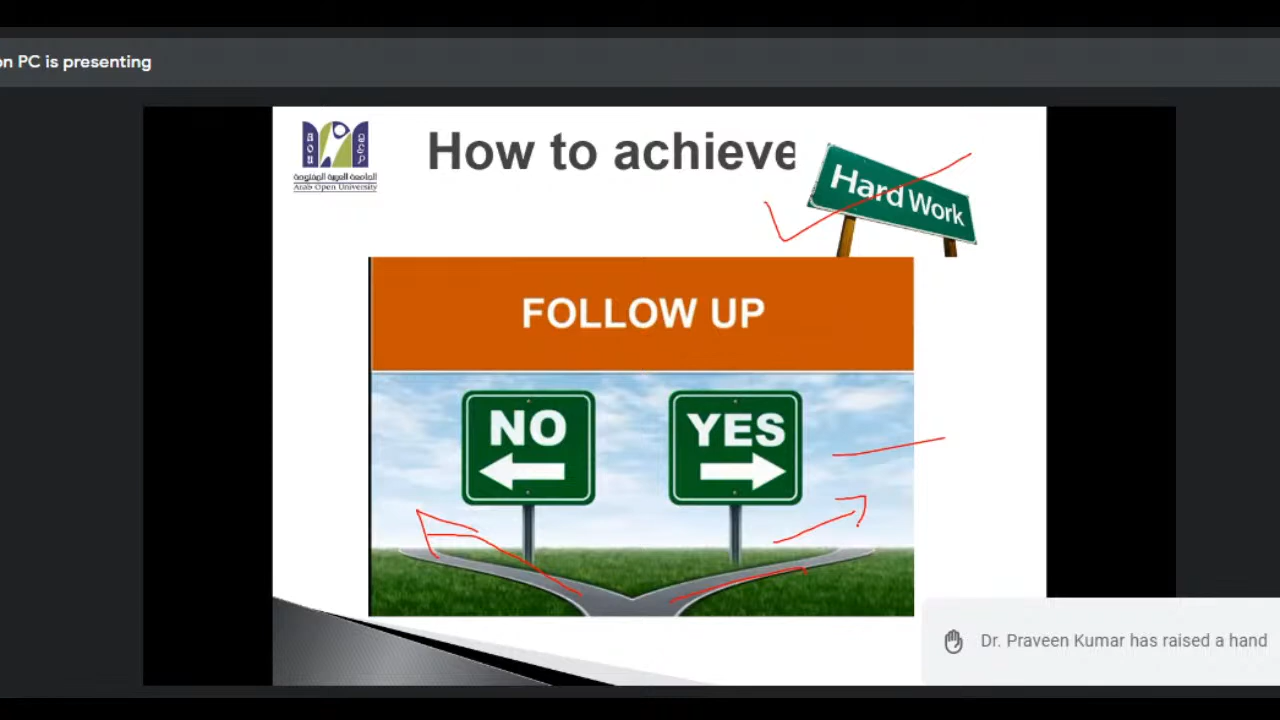 on PC is presenting
How to achieve
Hard Work
الجامعة العربية المفتوحة
Arab Open University
FOLLOW UP
NO
YES
Dr. Praveen Kumar has raised a hand